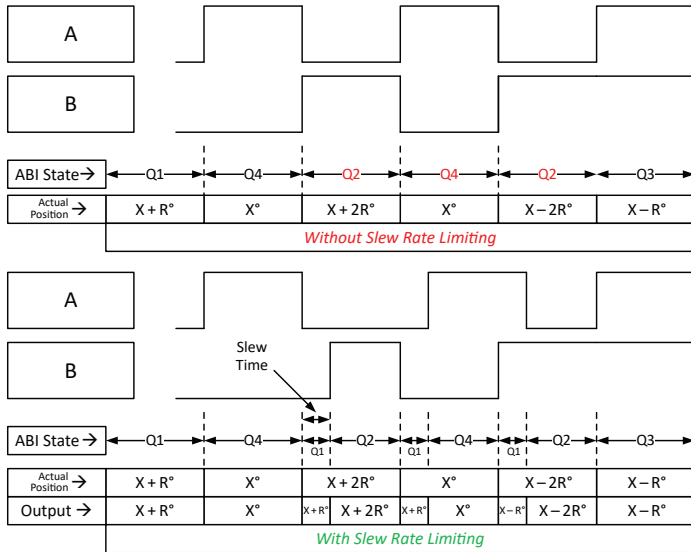 A
B
ABI State→ Q1 Q4 Q2 Q4 Q2 Q3
Actual
Position→ X + R° X° X + 2R° X° X – 2R° X – R°
Without Slew Rate Limiting
A
B
Slew
Time
ABI State → Q1 Q4 Q1 Q2 Q1 Q4 Q1 Q2 Q3
Actual
Position→ X + R° X° X + 2R° X° X – 2R° X – R°
Output → X + R° X° X + R° X + 2R° X + R° X° X – R° X – 2R° X – R°
With Slew Rate Limiting